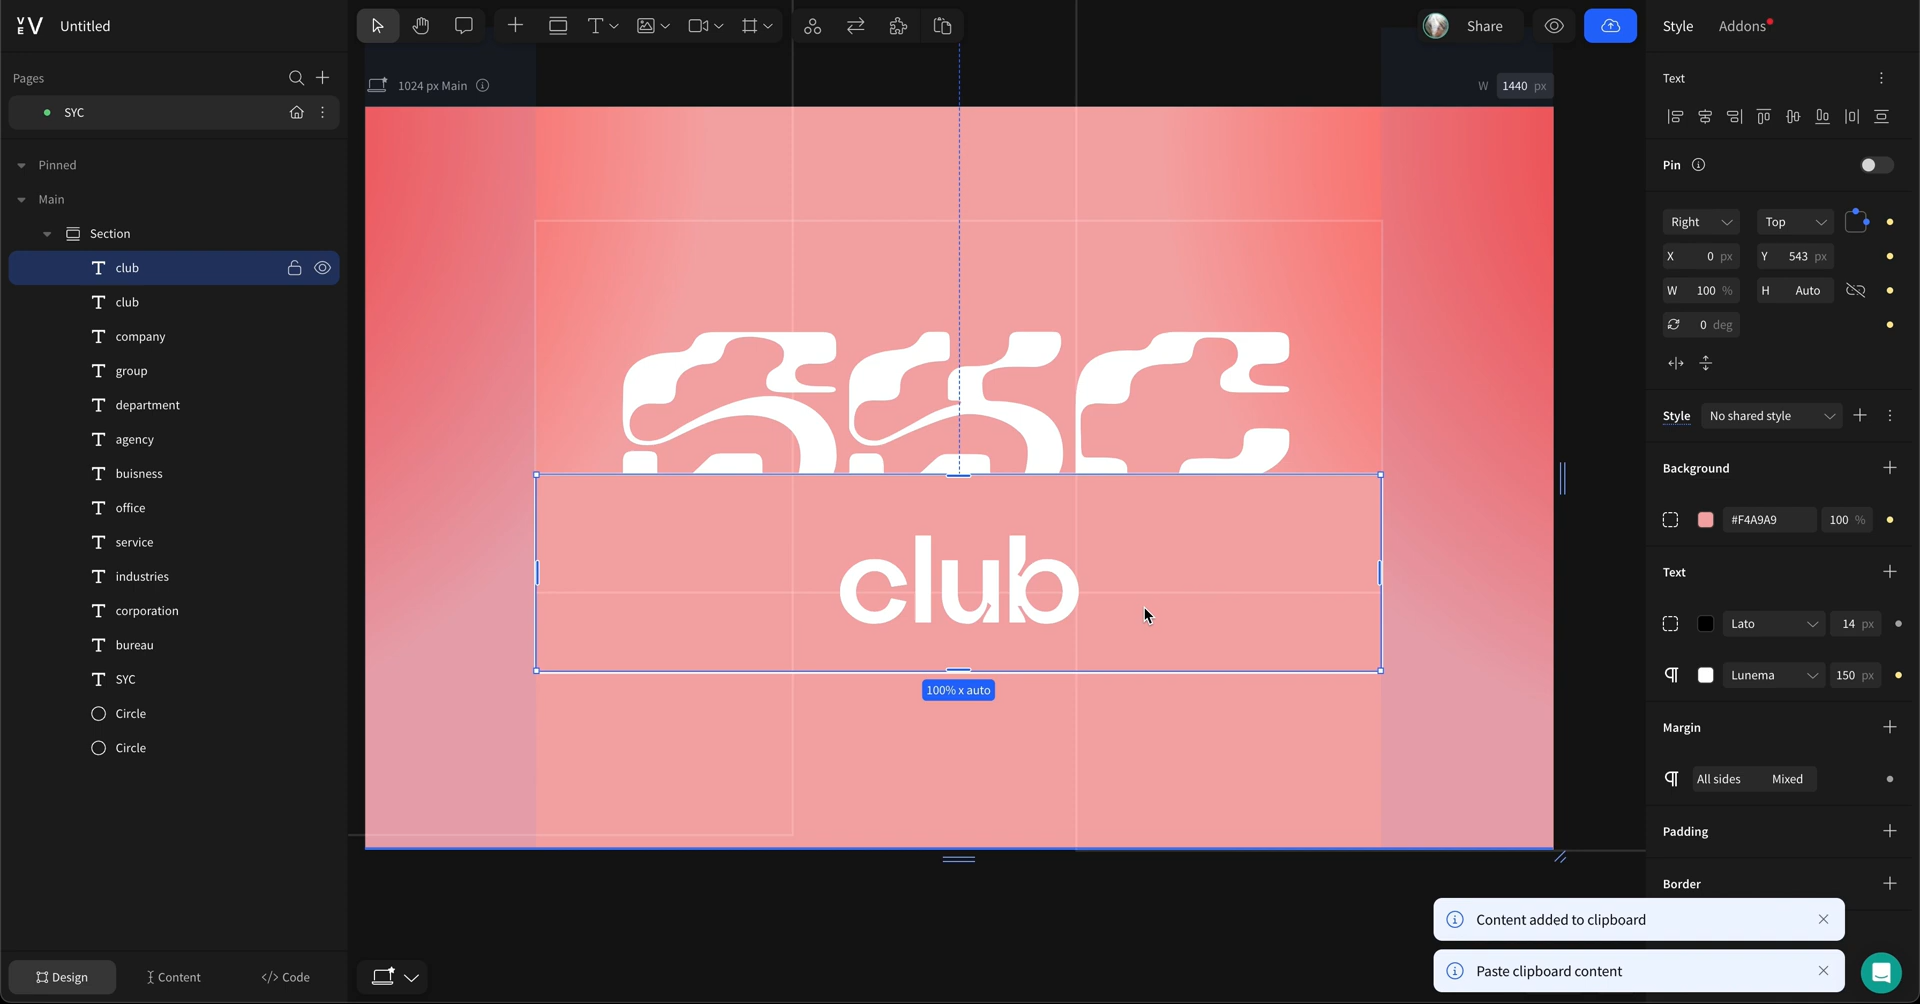 Untitled
Share
Style
Addons
Pages
SYC
Pinned
Main
Section
club
club
company
group
department
agency
buisness
office
service
industries
corporation
bureau
SYC
Circle
Circle
Design
Content
</> Code
1024 px Main
W 1440 px
SYC
club
100% x auto
Text
Pin
Right
Top
X 0 px
Y 543 px
W 100 %
H Auto
0 deg
Style
No shared style
Background
#F4A9A9
100 %
Text
Lato
14 px
Lunema
150 px
Margin
All sides
Mixed
Padding
Border
Content added to clipboard
Paste clipboard content